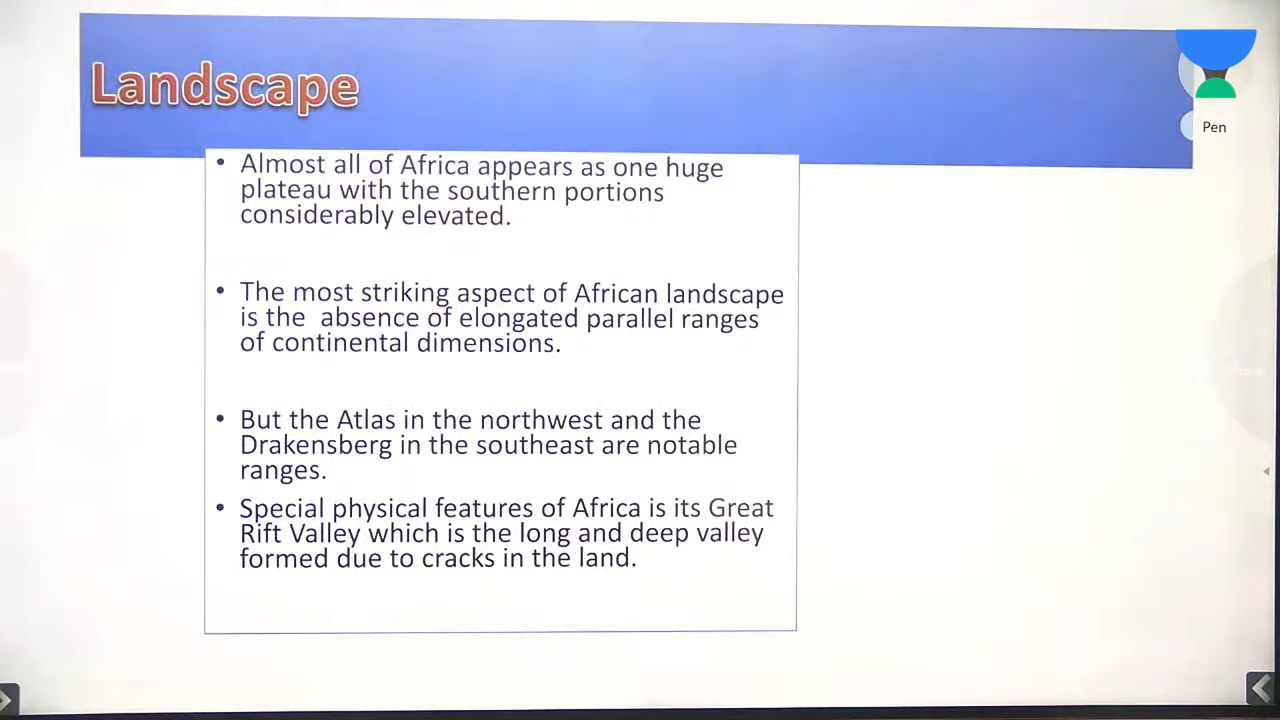 Landscape
Pen
• Almost all of Africa appears as one huge
plateau with the southern portions
considerably elevated.
• The most striking aspect of African landscape
is the absence of elongated parallel ranges
of continental dimensions.
• But the Atlas in the northwest and the
Drakensberg in the southeast are notable
ranges.
• Special physical features of Africa is its Great
Rift Valley which is the long and deep valley
formed due to cracks in the land.
Show